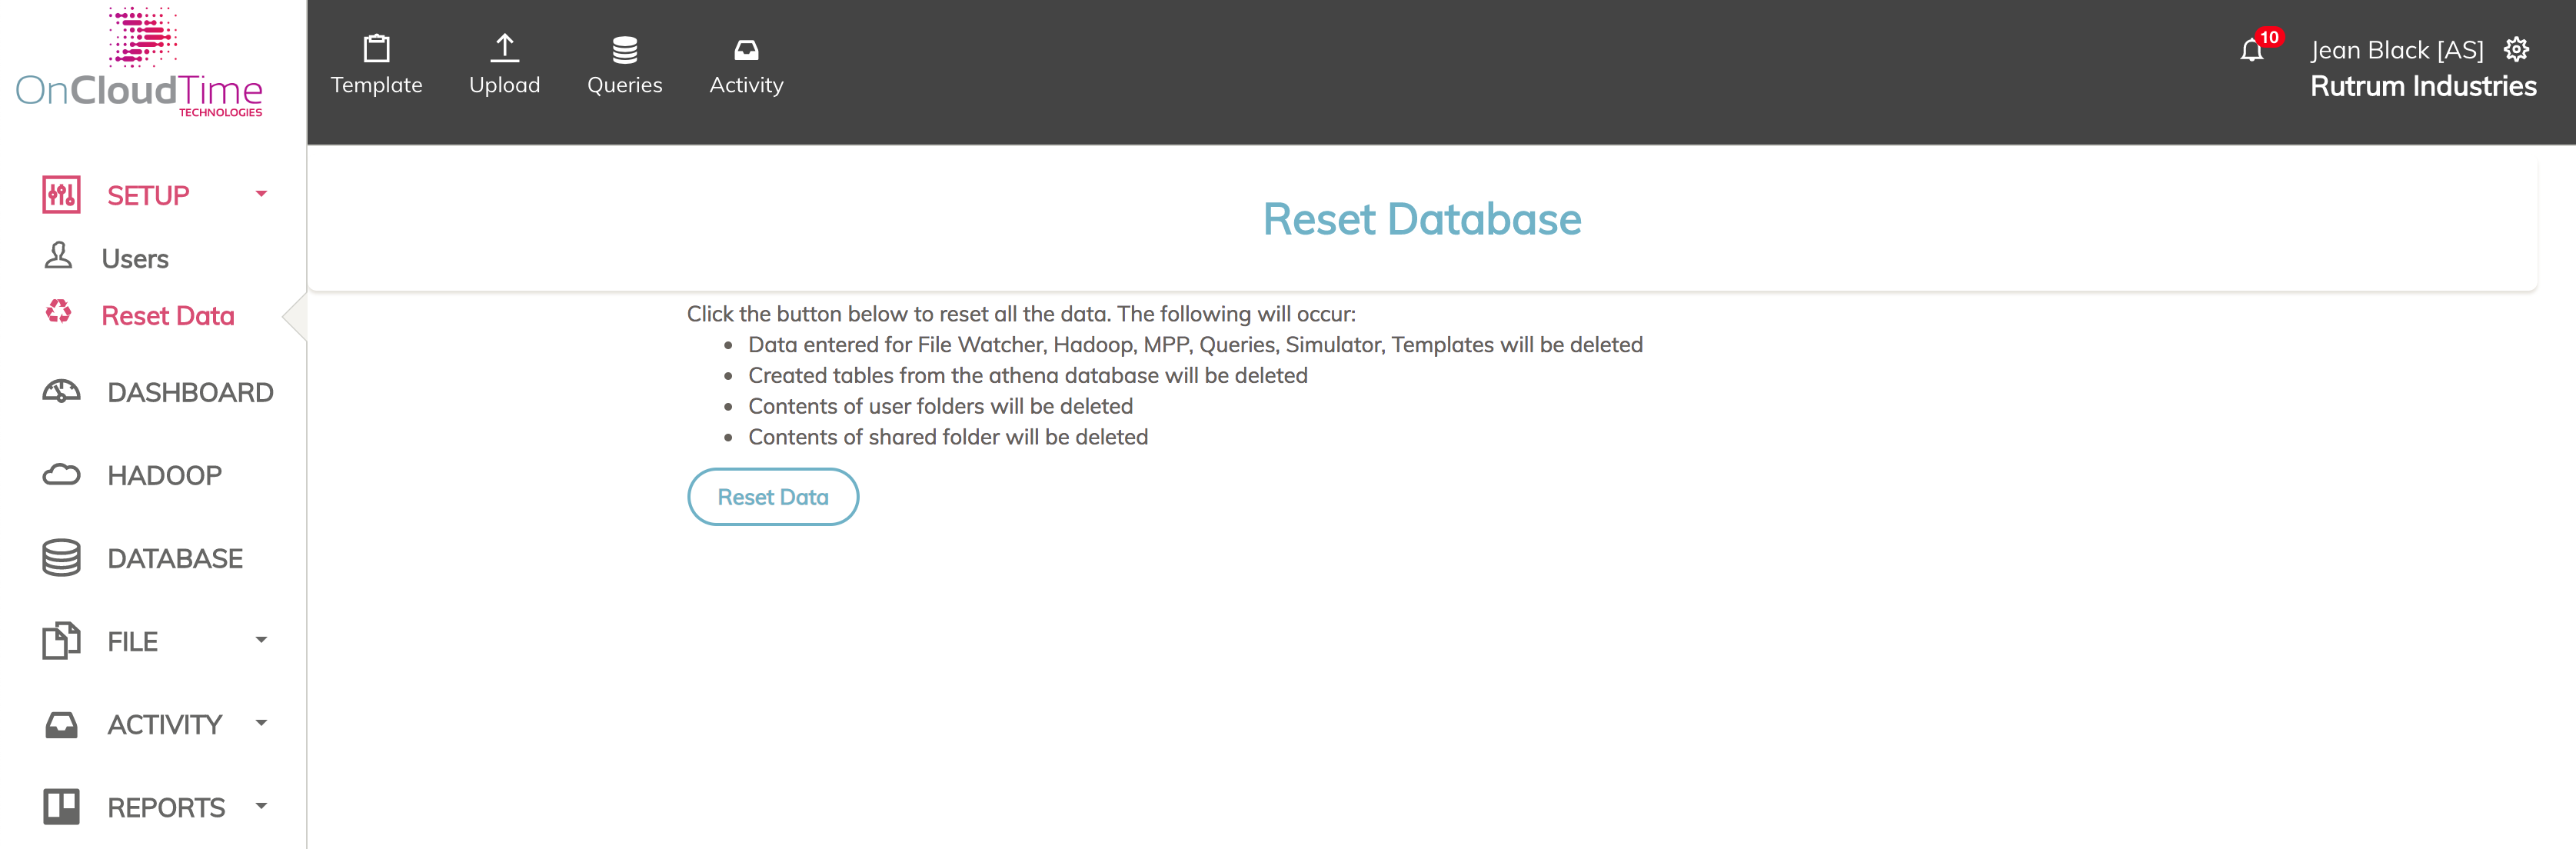 OnCloudTime
TECHNOLOGIES
Template
Upload
Queries
Activity
10
Jean Black [AS]
Rutrum Industries
SETUP
Users
Reset Data
DASHBOARD
HADOOP
DATABASE
FILE
ACTIVITY
REPORTS
Reset Database
Click the button below to reset all the data. The following will occur:
• Data entered for File Watcher, Hadoop, MPP, Queries, Simulator, Templates will be deleted
• Created tables from the athena database will be deleted
• Contents of user folders will be deleted
• Contents of shared folder will be deleted
Reset Data